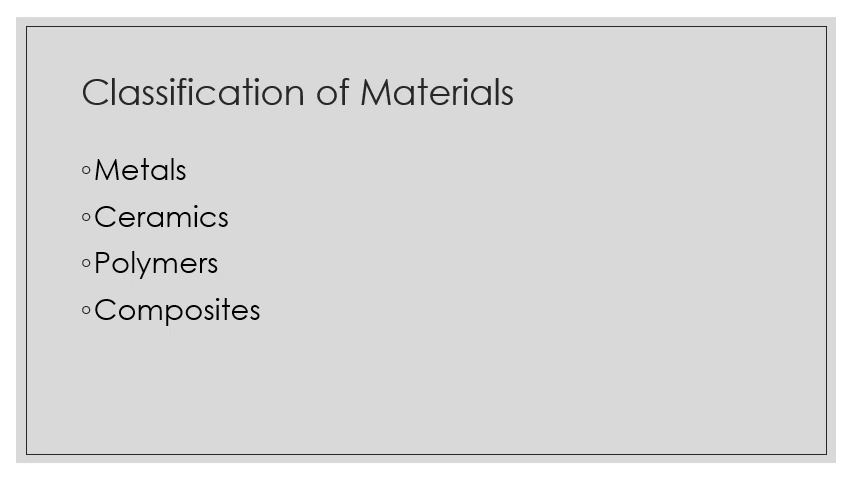 Classification of Materials
◦Metals
◦Ceramics
◦Polymers
◦Composites